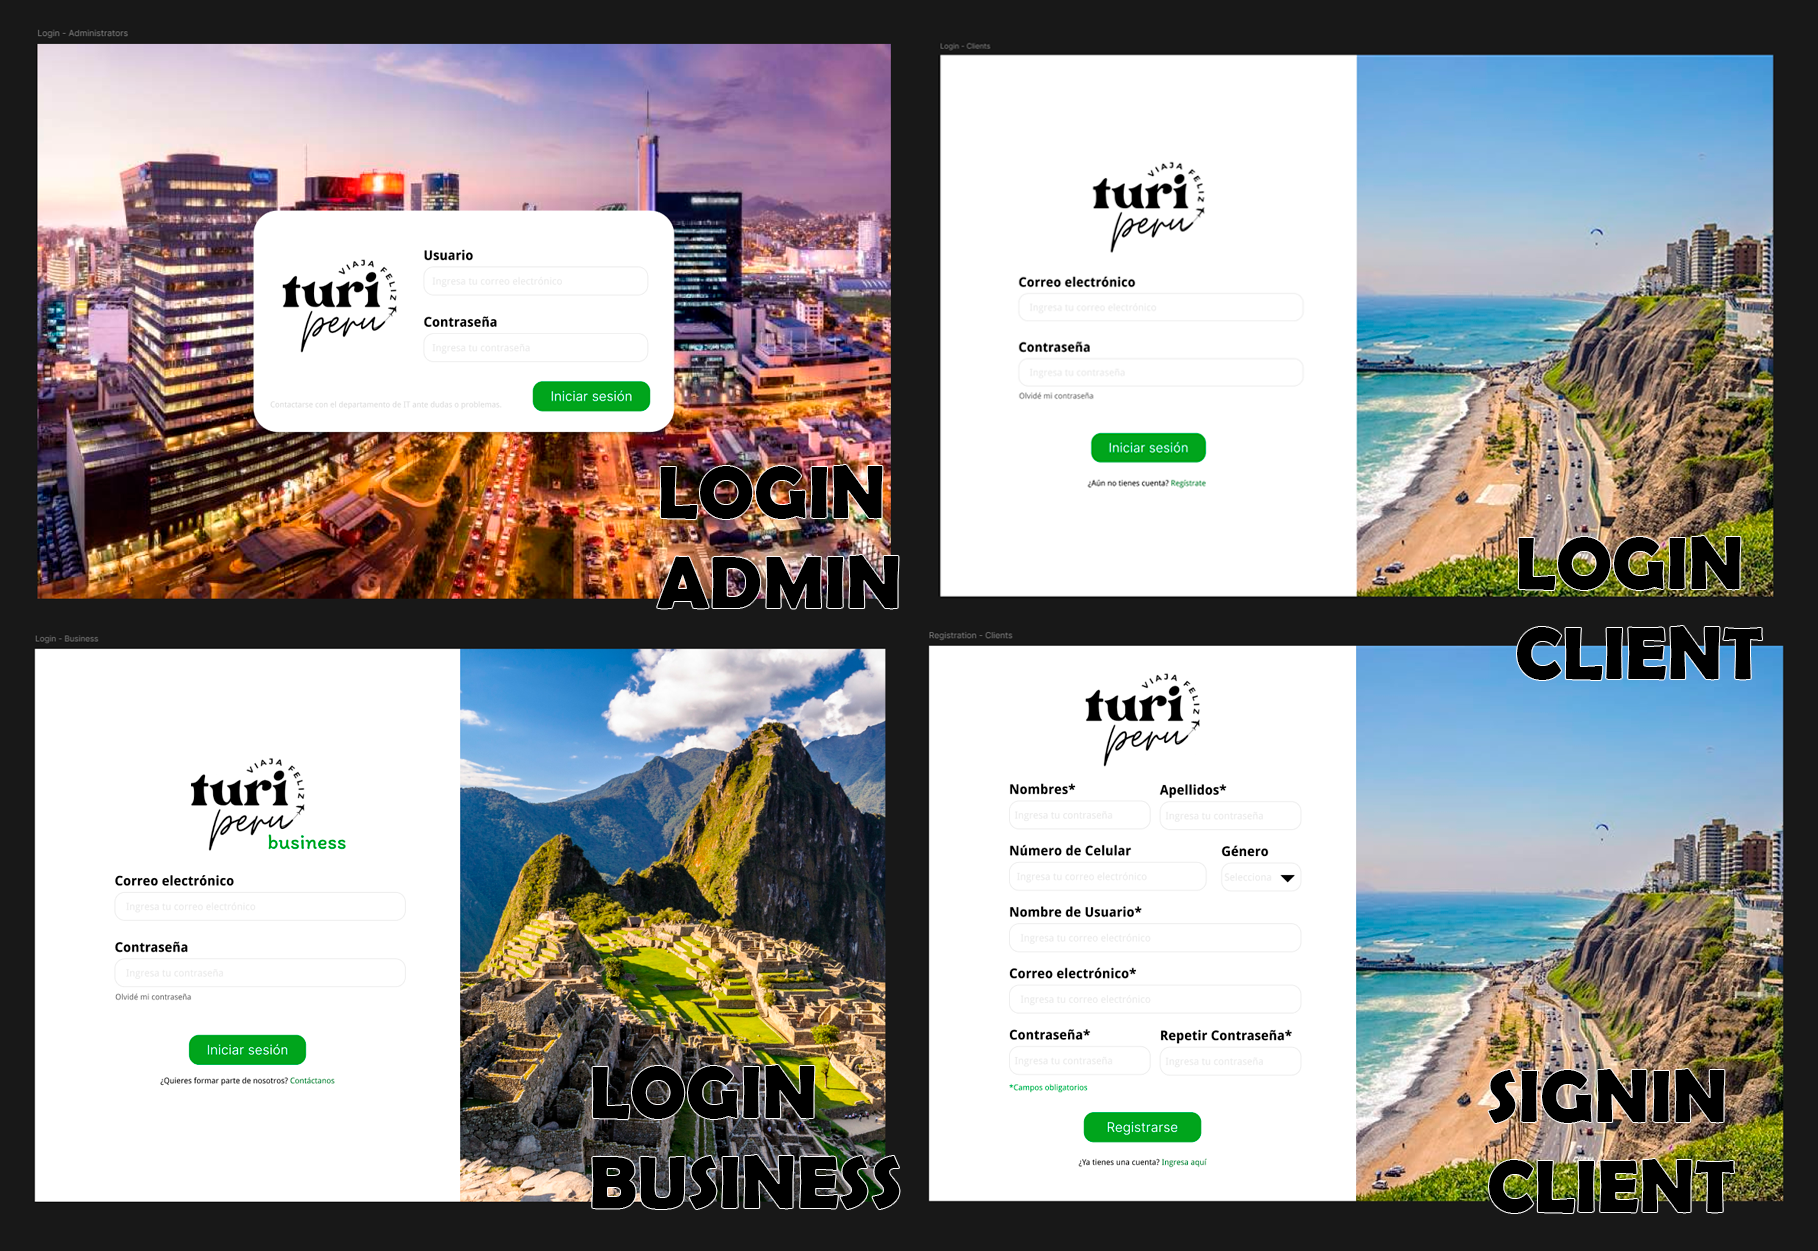 Login - Administrators
VIAJA FELIZ
turi
peru
Usuario
Ingresa tu correo electrónico
Contraseña
Ingresa tu contraseña
Contactarse con el departamento de IT ante dudas o problemas.
Iniciar sesión
LOGIN
ADMIN
Login - Clients
VIAJA FELIZ
turi
peru
Correo electrónico
Ingresa tu correo electrónico
Contraseña
Ingresa tu contraseña
Olvidé mi contraseña
Iniciar sesión
¿Aún no tienes cuenta? Regístrate
LOGIN
CLIENT
Login - Business
VIAJA FELIZ
turi
peru
business
Correo electrónico
Ingresa tu correo electrónico
Contraseña
Ingresa tu contraseña
Olvidé mi contraseña
Iniciar sesión
¿Quieres formar parte de nosotros? Contáctanos
LOGIN
BUSINESS
Registration - Clients
VIAJA FELIZ
turi
peru
Nombres* Apellidos*
Ingresa tu contraseña Ingresa tu contraseña
Número de Celular Género
Ingresa tu correo electrónico Selecciona
Nombre de Usuario*
Ingresa tu correo electrónico
Correo electrónico*
Ingresa tu correo electrónico
Contraseña* Repetir Contraseña*
Ingresa tu contraseña Ingresa tu contraseña
*Campos obligatorios
Registrarse
¿Ya tienes una cuenta? Ingresa aquí
SIGNIN
CLIENT